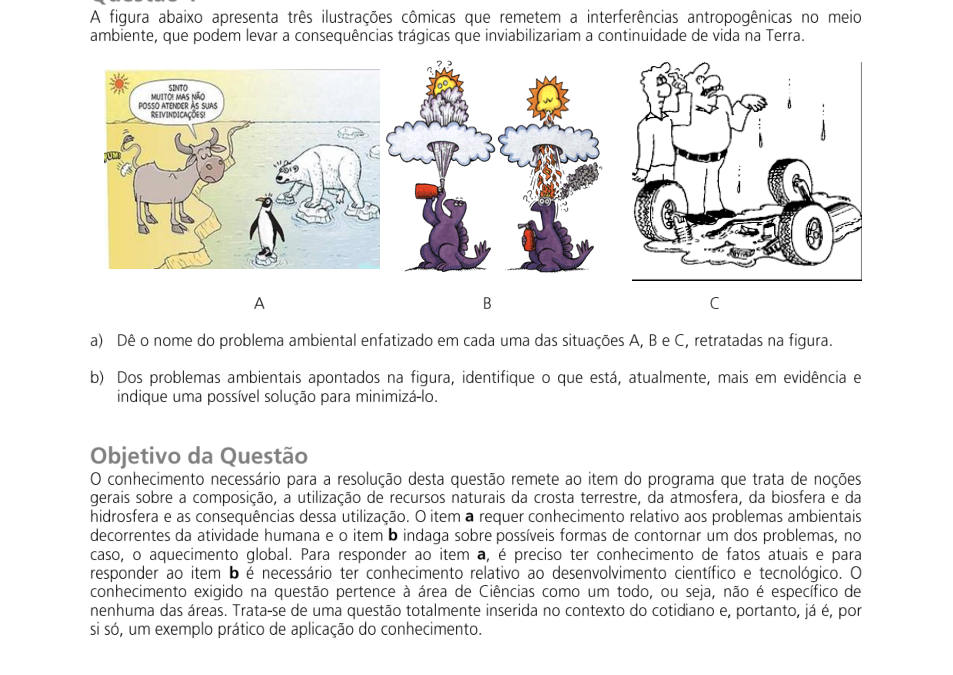 A figura abaixo apresenta três ilustrações cômicas que remetem a interferências antropogênicas no meio
ambiente, que podem levar a consequências trágicas que inviabilizariam a continuidade de vida na Terra.
SINTO
MUITO! MAS NÃO
POSSO ATENDER ÀS SUAS
REIVINDICAÇÕES!
PUM!
A
B
C
a) Dê o nome do problema ambiental enfatizado em cada uma das situações A, B e C, retratadas na figura.
b) Dos problemas ambientais apontados na figura, identifique o que está, atualmente, mais em evidência e
indique uma possível solução para minimizá-lo.
Objetivo da Questão
O conhecimento necessário para a resolução desta questão remete ao item do programa que trata de noções
gerais sobre a composição, a utilização de recursos naturais da crosta terrestre, da atmosfera, da biosfera e da
hidrosfera e as consequências dessa utilização. O item a requer conhecimento relativo aos problemas ambientais
decorrentes da atividade humana e o item b indaga sobre possíveis formas de contornar um dos problemas, no
caso, o aquecimento global. Para responder ao item a, é preciso ter conhecimento de fatos atuais e para
responder ao item b é necessário ter conhecimento relativo ao desenvolvimento científico e tecnológico. O
conhecimento exigido na questão pertence à área de Ciências como um todo, ou seja, não é específico de
nenhuma das áreas. Trata-se de uma questão totalmente inserida no contexto do cotidiano e, portanto, já é, por
si só, um exemplo prático de aplicação do conhecimento.